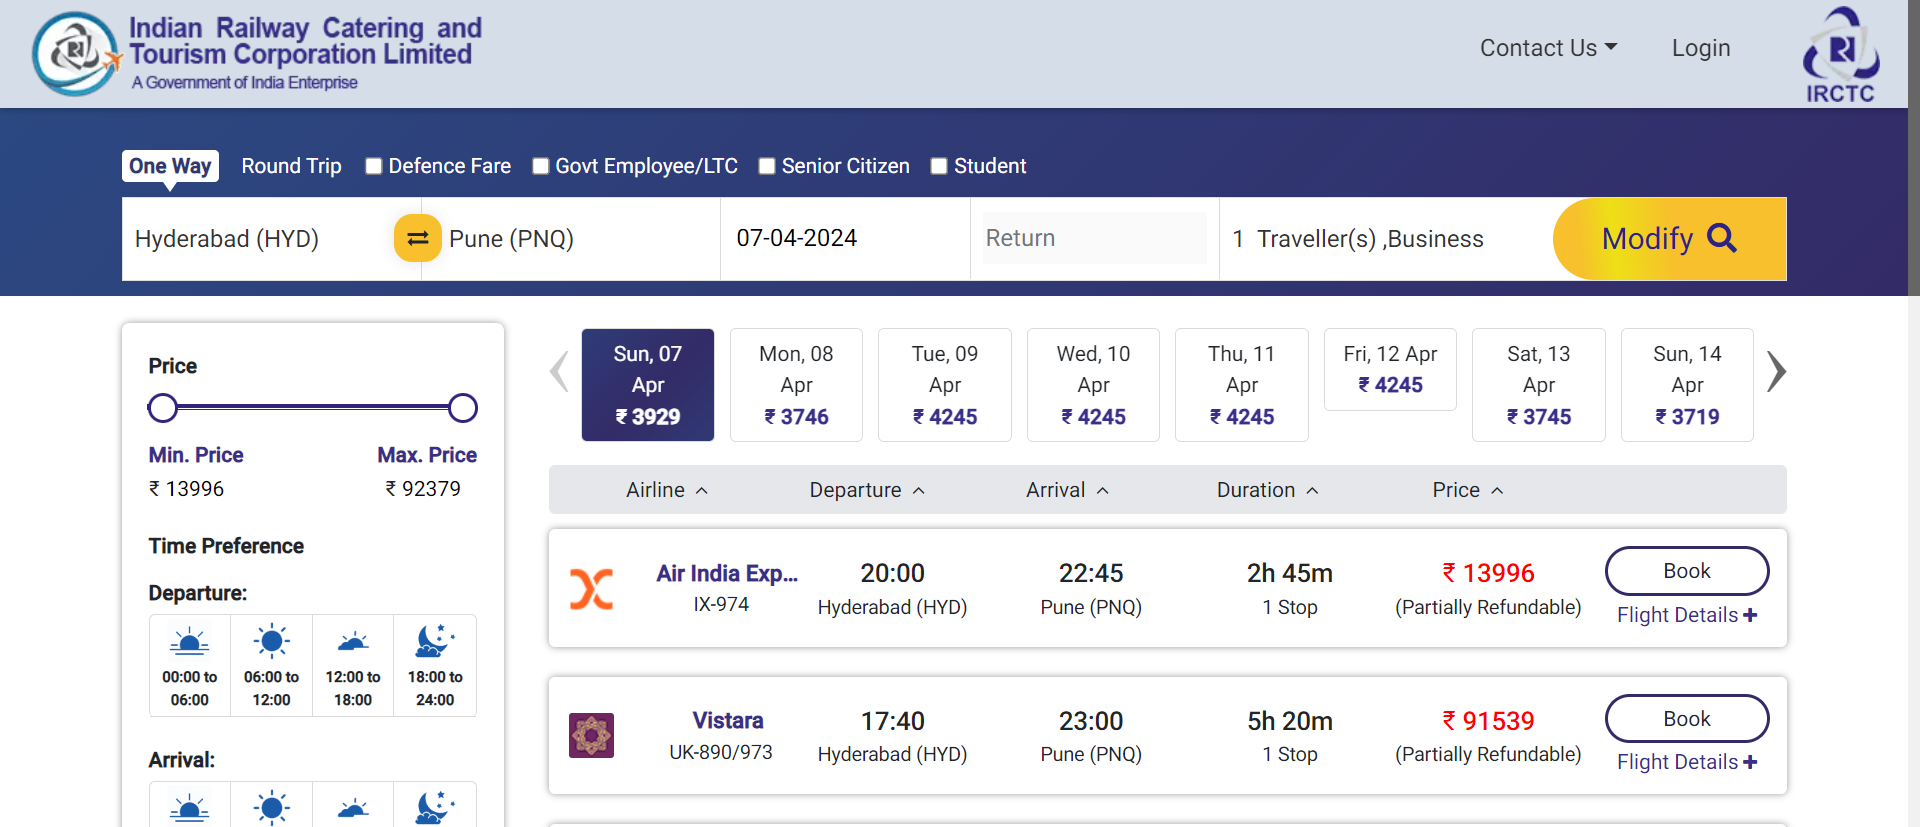 Indian Railway Catering and
Tourism Corporation Limited
A Government of India Enterprise
Contact Us
Login
IRCTC
One Way
Round Trip
Defence Fare
Govt Employee/LTC
Senior Citizen
Student
Hyderabad (HYD)
Pune (PNQ)
07-04-2024
Return
1 Traveller(s) ,Business
Modify
Price
Min. Price
Max. Price
₹ 13996
₹ 92379
Time Preference
Departure:
00:00 to
06:00
06:00 to
12:00
12:00 to
18:00
18:00 to
24:00
Arrival:
Sun, 07
Apr
₹ 3929
Mon, 08
Apr
₹ 3746
Tue, 09
Apr
₹ 4245
Wed, 10
Apr
₹ 4245
Thu, 11
Apr
₹ 4245
Fri, 12 Apr
₹ 4245
Sat, 13
Apr
₹ 3745
Sun, 14
Apr
₹ 3719
Airline
Departure
Arrival
Duration
Price
Air India Exp...
IX-974
20:00
Hyderabad (HYD)
22:45
Pune (PNQ)
2h 45m
1 Stop
₹ 13996
(Partially Refundable)
Book
Flight Details
Vistara
UK-890/973
17:40
Hyderabad (HYD)
23:00
Pune (PNQ)
5h 20m
1 Stop
₹ 91539
(Partially Refundable)
Book
Flight Details